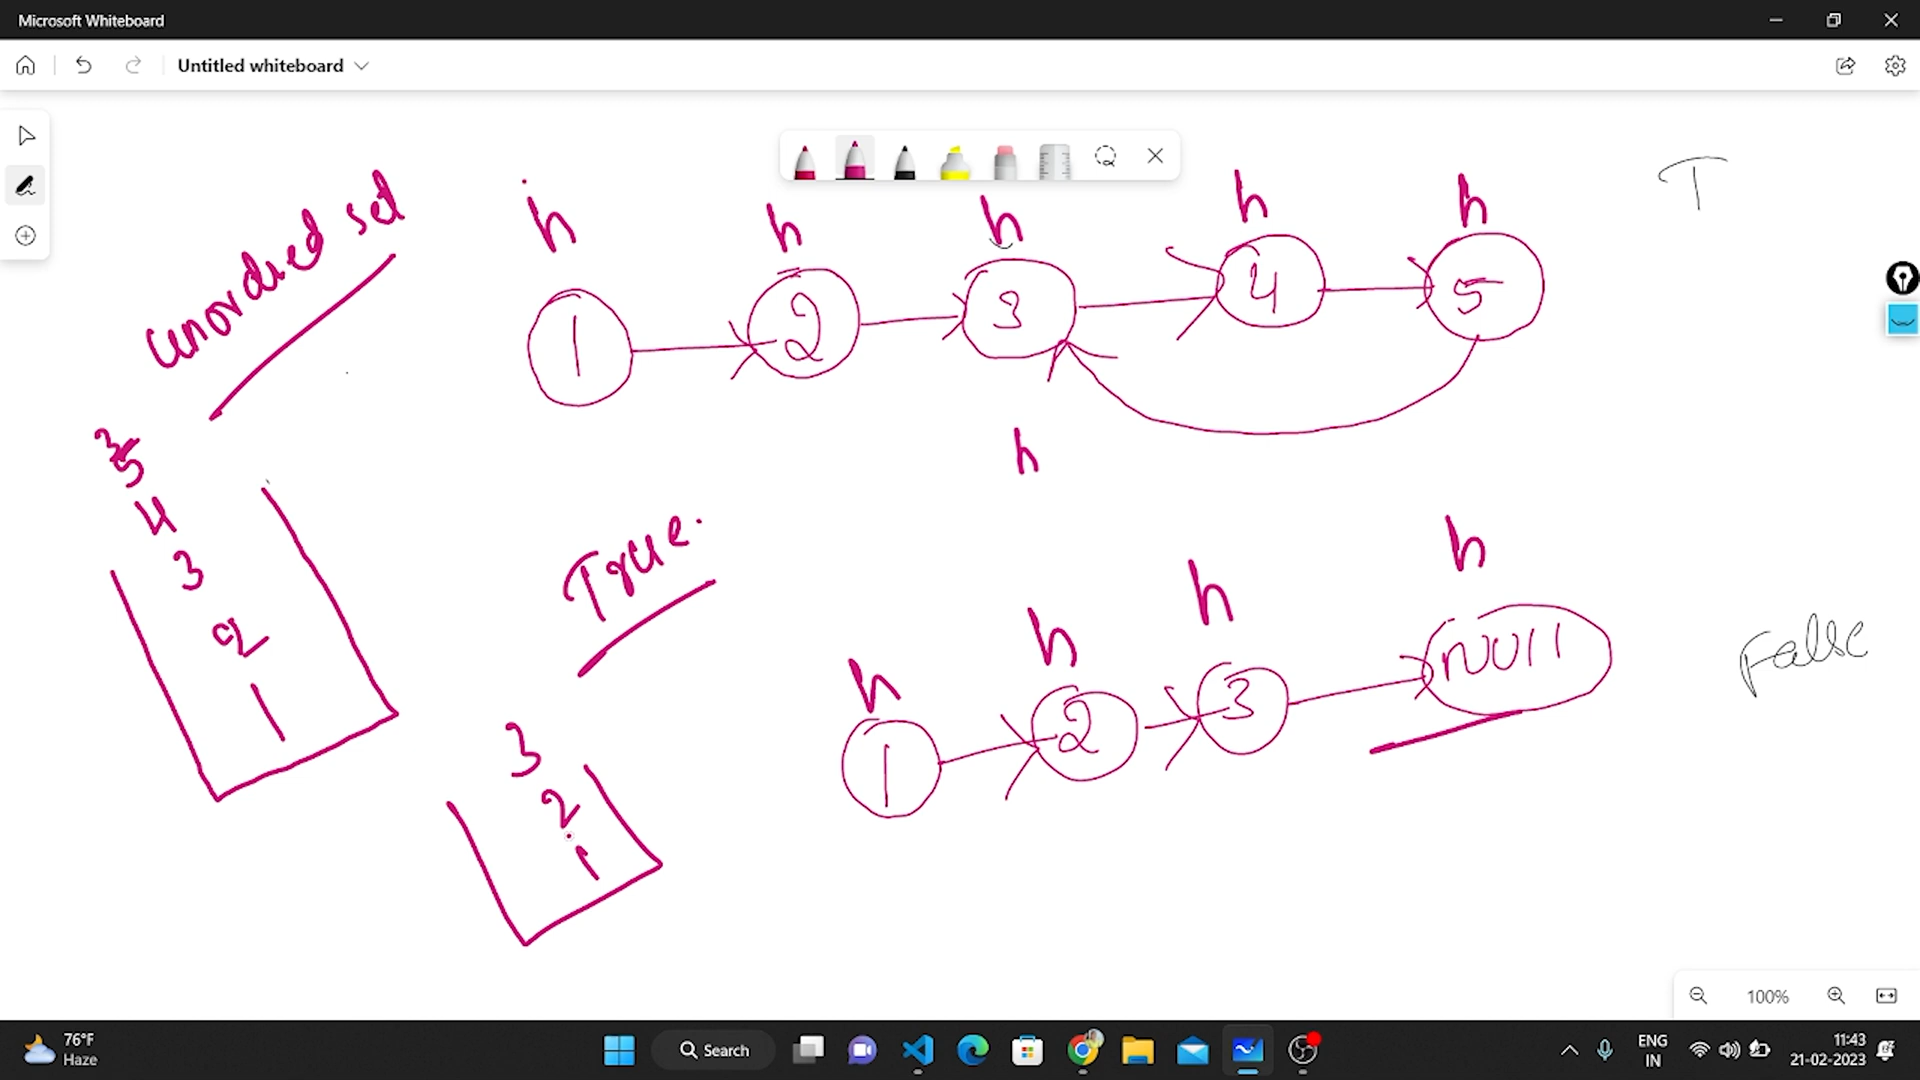 Microsoft Whiteboard
Untitled whiteboard
unordred set
h
h
h
h
h
T
1
2
3
4
5
h
3
5
4
3
2
1
True.
h
h
h
h
1
2
3
NULL
False
3
2
1
100%
76°F
Haze
Search
ENG
IN
11:43
21-02-2023